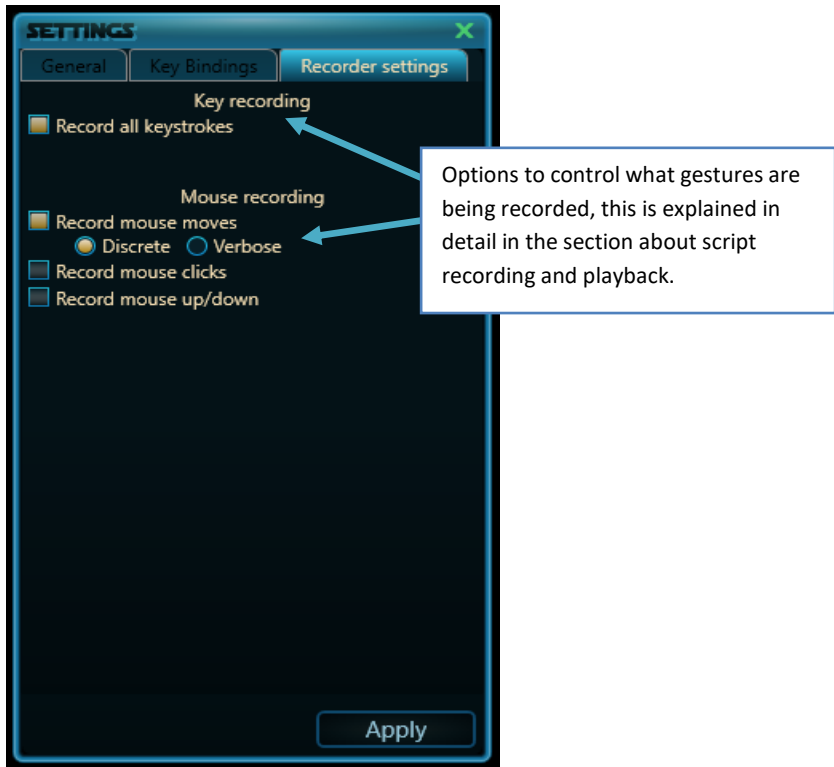 SETTINGS X
General Key Bindings Recorder settings
Key recording
Record all keystrokes
Mouse recording
Record mouse moves
Discrete Verbose
Record mouse clicks
Record mouse up/down
Options to control what gestures are
being recorded, this is explained in
detail in the section about script
recording and playback.
Apply